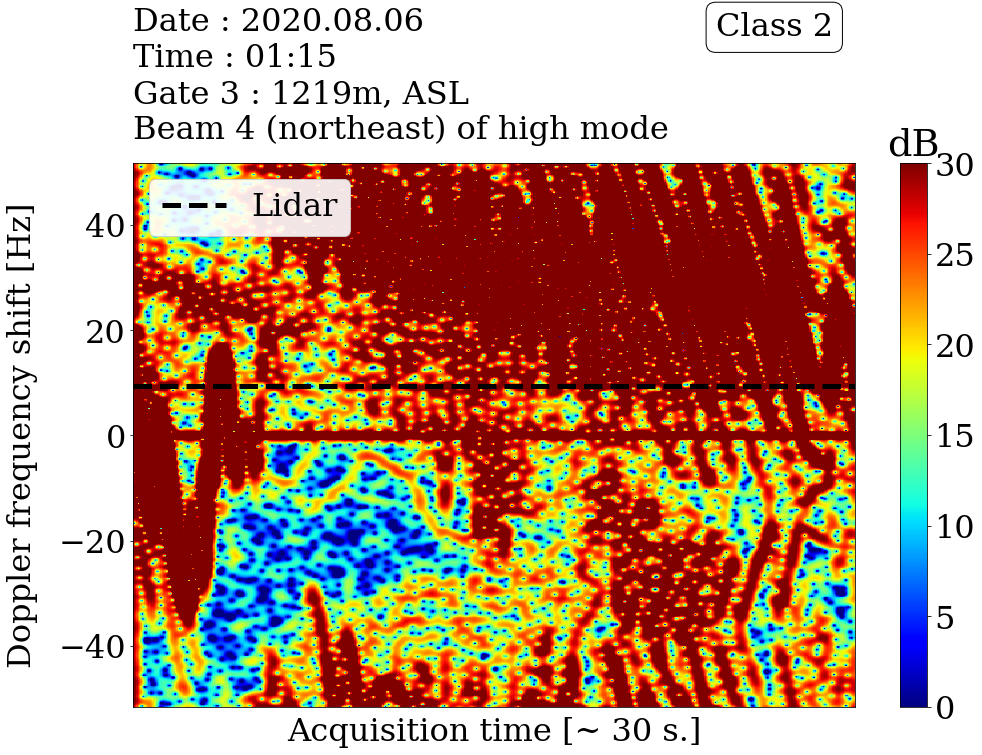 Date : 2020.08.06
Time : 01:15
Gate 3 : 1219m, ASL
Beam 4 (northeast) of high mode
Class 2
dB
Lidar
Doppler frequency shift [Hz]
40
20
0
−20
−40
Acquisition time [~ 30 s.]
30
25
20
15
10
5
0